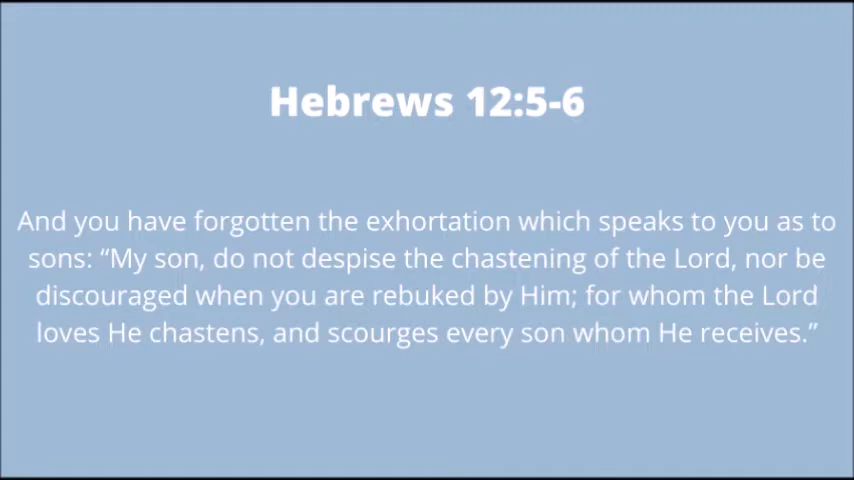 Hebrews 12:5-6
And you have forgotten the exhortation which speaks to you as to
sons: “My son, do not despise the chastening of the Lord, nor be
discouraged when you are rebuked by Him; for whom the Lord
loves He chastens, and scourges every son whom He receives.”